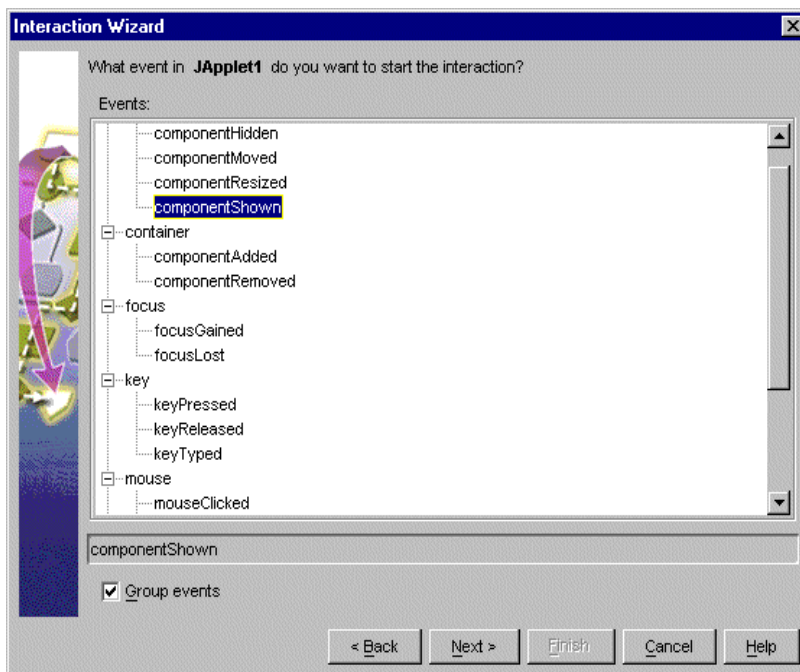 Interaction Wizard
What event in JApplet1 do you want to start the interaction?
Events:
componentHidden
componentMoved
componentResized
componentShown
container
componentAdded
componentRemoved
focus
focusGained
focusLost
key
keyPressed
keyReleased
keyTyped
mouse
mouseClicked
componentShown
Group events
< Back Next > Finish Cancel Help